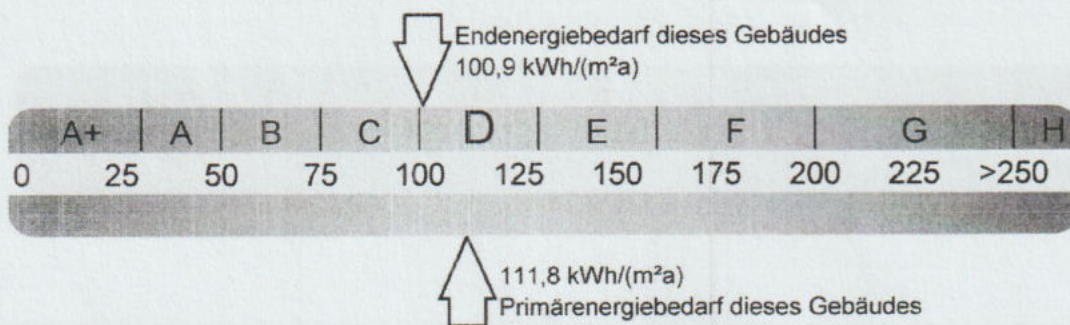 Endenergiebedarf dieses Gebäudes
100,9 kWh/(m²a)
A+ A B C D E F G H
0 25 50 75 100 125 150 175 200 225 >250
111,8 kWh/(m²a)
Primärenergiebedarf dieses Gebäudes